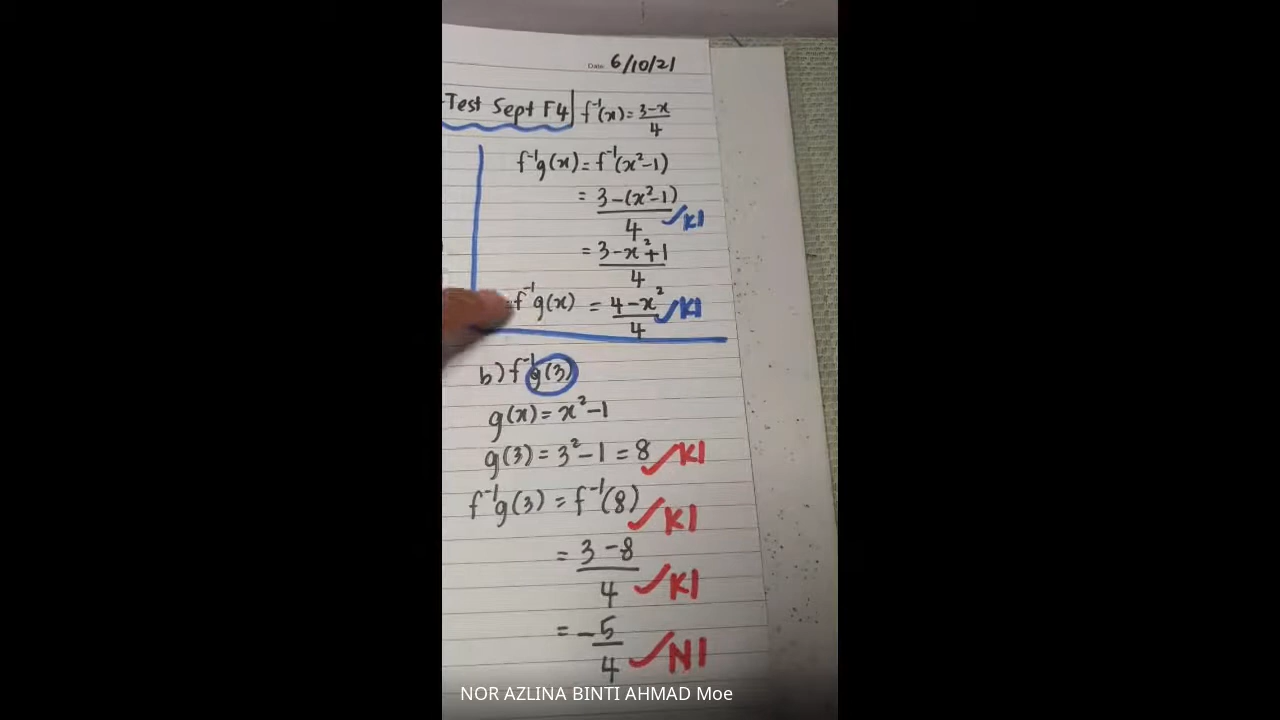 Date: 6/10/21
-Test Sept F4 f⁻¹(x) = 3-x/4
f⁻¹g(x) = f⁻¹(x²-1)
= 3-(x²-1)/4 ✓K1
= 3-x²+1/4
f⁻¹g(x) = 4-x²/4 ✓K1
b) f⁻¹g(3)
g(x) = x²-1
g(3) = 3²-1 = 8 ✓K1
f⁻¹g(3) = f⁻¹(8) ✓K1
= 3-8/4 ✓K1
= -5/4 ✓N1
NOR AZLINA BINTI AHMAD Moe